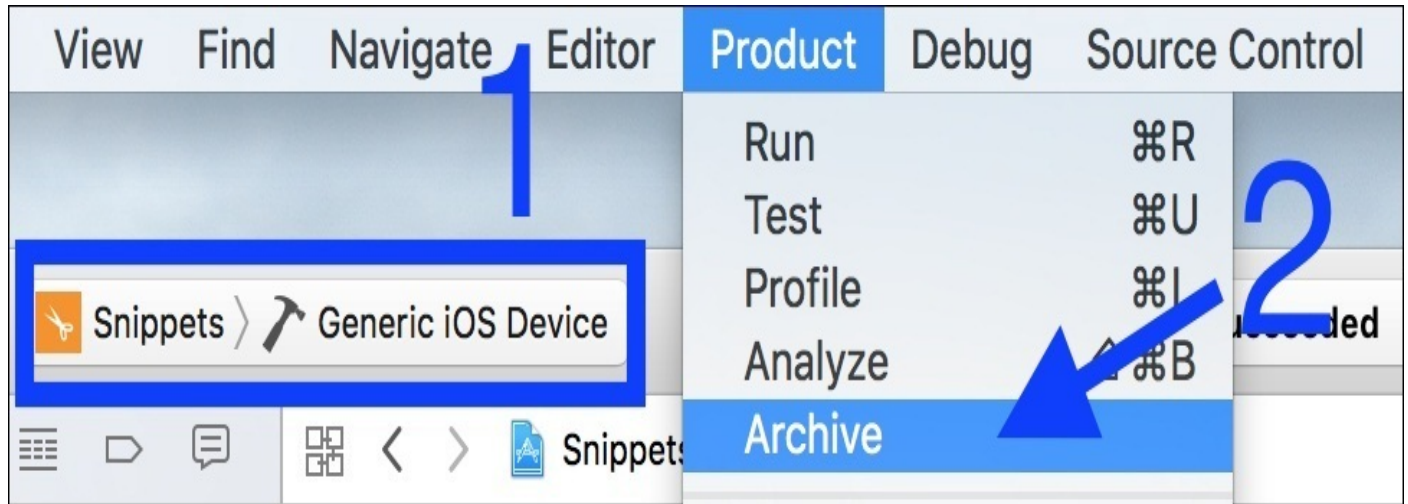 View Find Navigate Editor Product Debug Source Control
1
Run ⌘R
Test ⌘U
2
Profile
Snippets Generic iOS Device
Analyze ⇧⌘B
Archive
Snippets